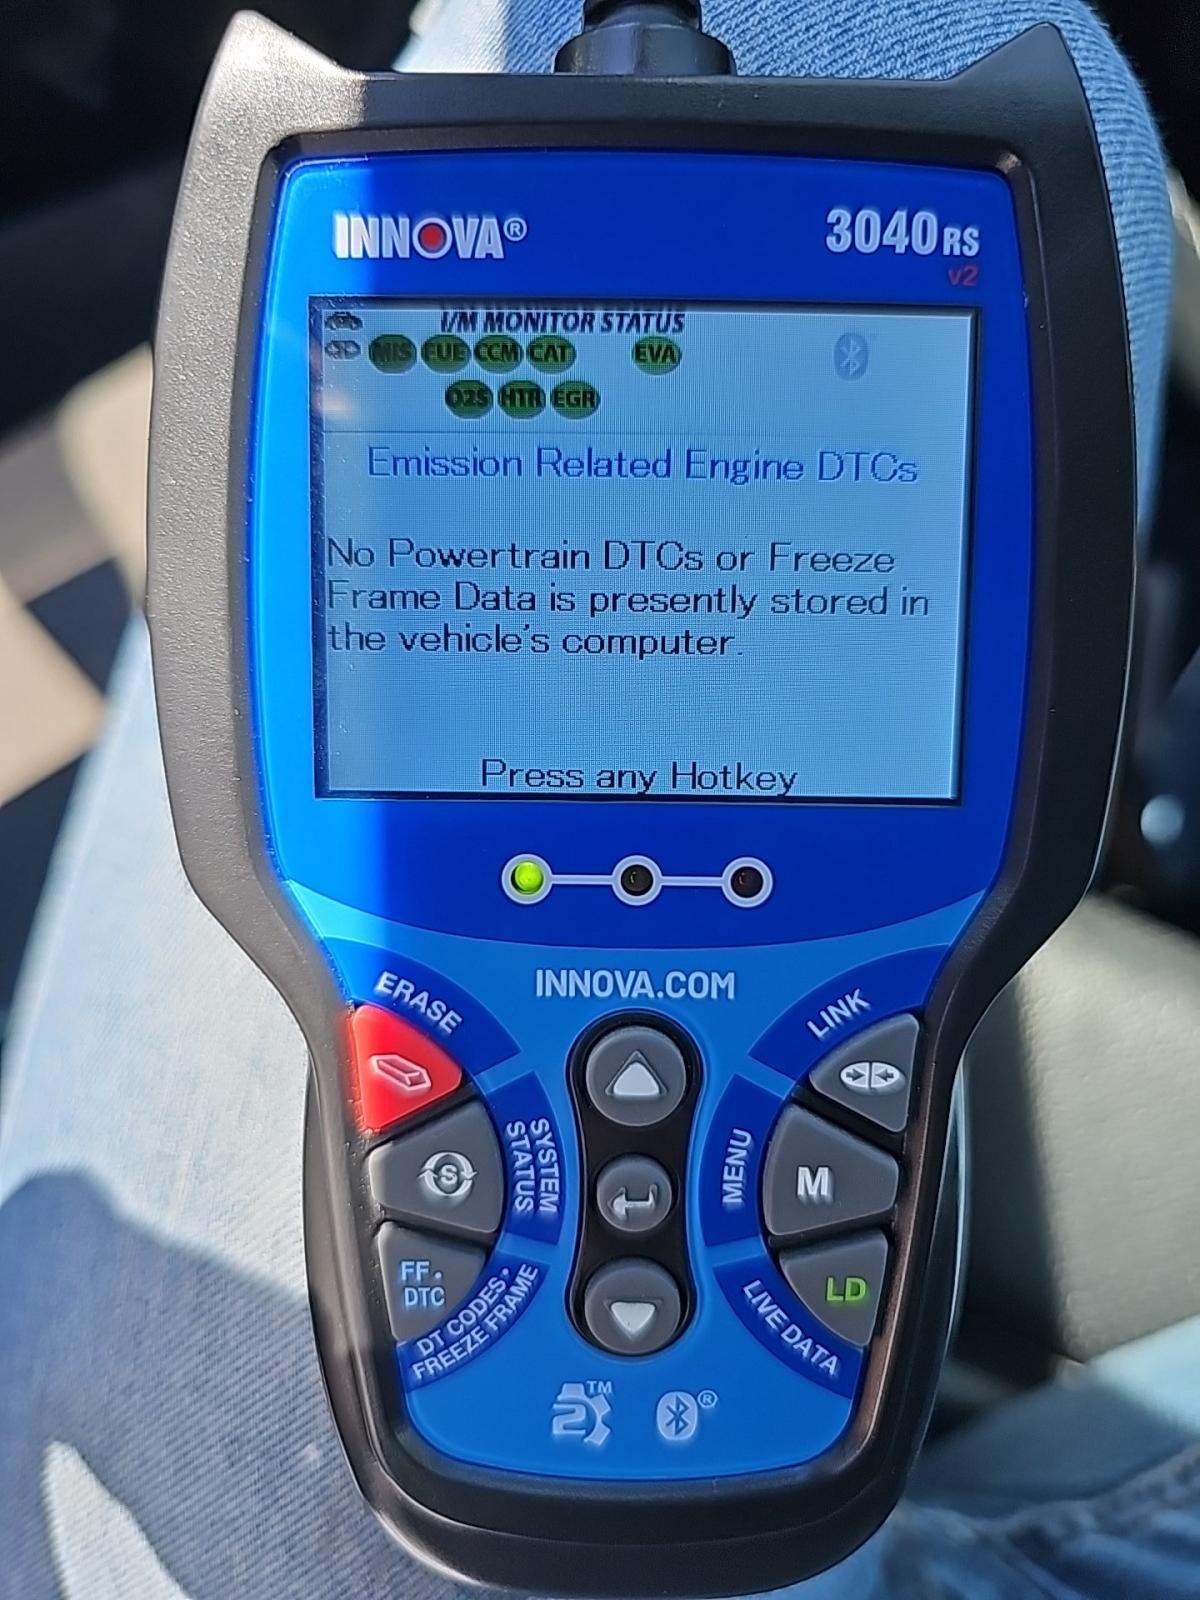 INNOVA®
3040RS
v2
I/M MONITOR STATUS
MIS FUE CCM CAT EVA
O2S HTR EGR
Emission Related Engine DTCs
No Powertrain DTCs or Freeze
Frame Data is presently stored in
the vehicle's computer.
Press any Hotkey
INNOVA.COM
ERASE
LINK
S
SYSTEM
STATUS
MENU
M
FF.
DTC
DT CODES.
FREEZE FRAME
LIVE DATA
LD
2
TM
®